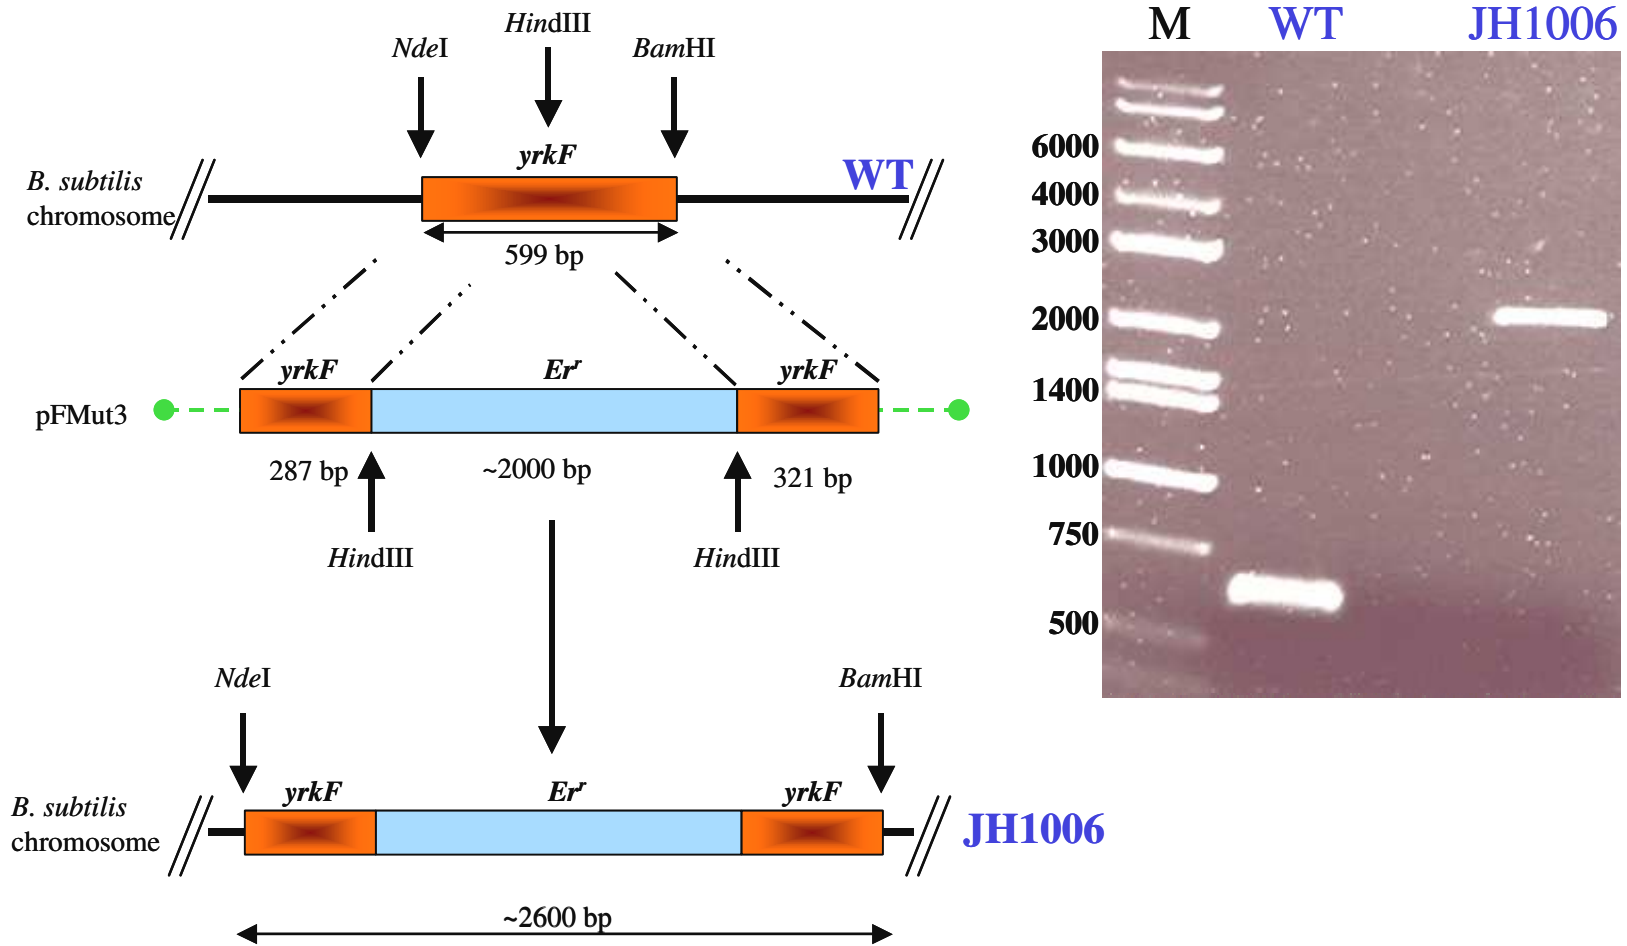 HindIII
NdeI
BamHI
yrkF
WT
B. subtilis
chromosome
599 bp
yrkF
Erʳ
yrkF
pFMut3
287 bp
~2000 bp
321 bp
HindIII
HindIII
NdeI
BamHI
yrkF
Erʳ
yrkF
B. subtilis
chromosome
JH1006
~2600 bp
M WT JH1006
6000
4000
3000
2000
1400
1000
750
500